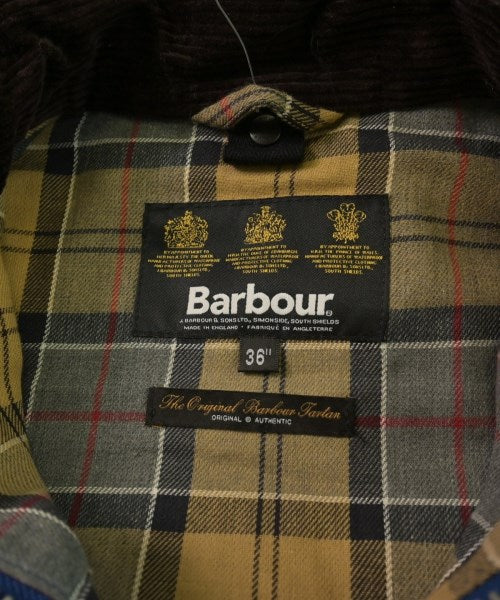 BY APPOINTMENT TO
H.M THE QUEEN
MANUFACTURERS OF WATERPROOF
AND PROTECTIVE CLOTHING
J. BARBOUR & SONS LTD.
SOUTH SHIELDS
BY APPOINTMENT TO
H.R.H. THE DUKE OF EDINBURGH
MANUFACTURERS OF WATERPROOF
AND PROTECTIVE CLOTHING
J. BARBOUR & SONS LTD.
SOUTH SHIELDS
BY APPOINTMENT TO
H.R.H. THE PRINCE OF WALES
MANUFACTURERS OF WATERPROOF
AND PROTECTIVE CLOTHING
J. BARBOUR & SONS LTD.
SOUTH SHIELDS
Barbour®
J. BARBOUR & SONS LTD., SIMONSIDE, SOUTH SHIELDS
MADE IN ENGLAND • FABRIQUÉ EN ANGLETERRE
36"
The Original Barbour Tartan
ORIGINAL @ AUTHENTIC